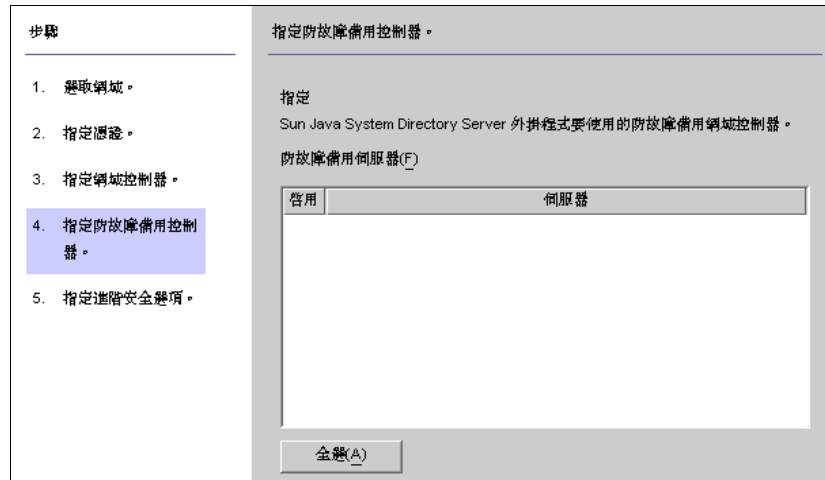 步驟
1. 選取網域。
2. 指定憑證。
3. 指定網域控制器。
4. 指定防故障備用控制
器。
5. 指定進階安全選項。
指定防故障備用控制器。
指定
Sun Java System Directory Server 外掛程式要使用的防故障備用網域控制器。
防故障備用伺服器(F)
啓用
伺服器
全選(A)